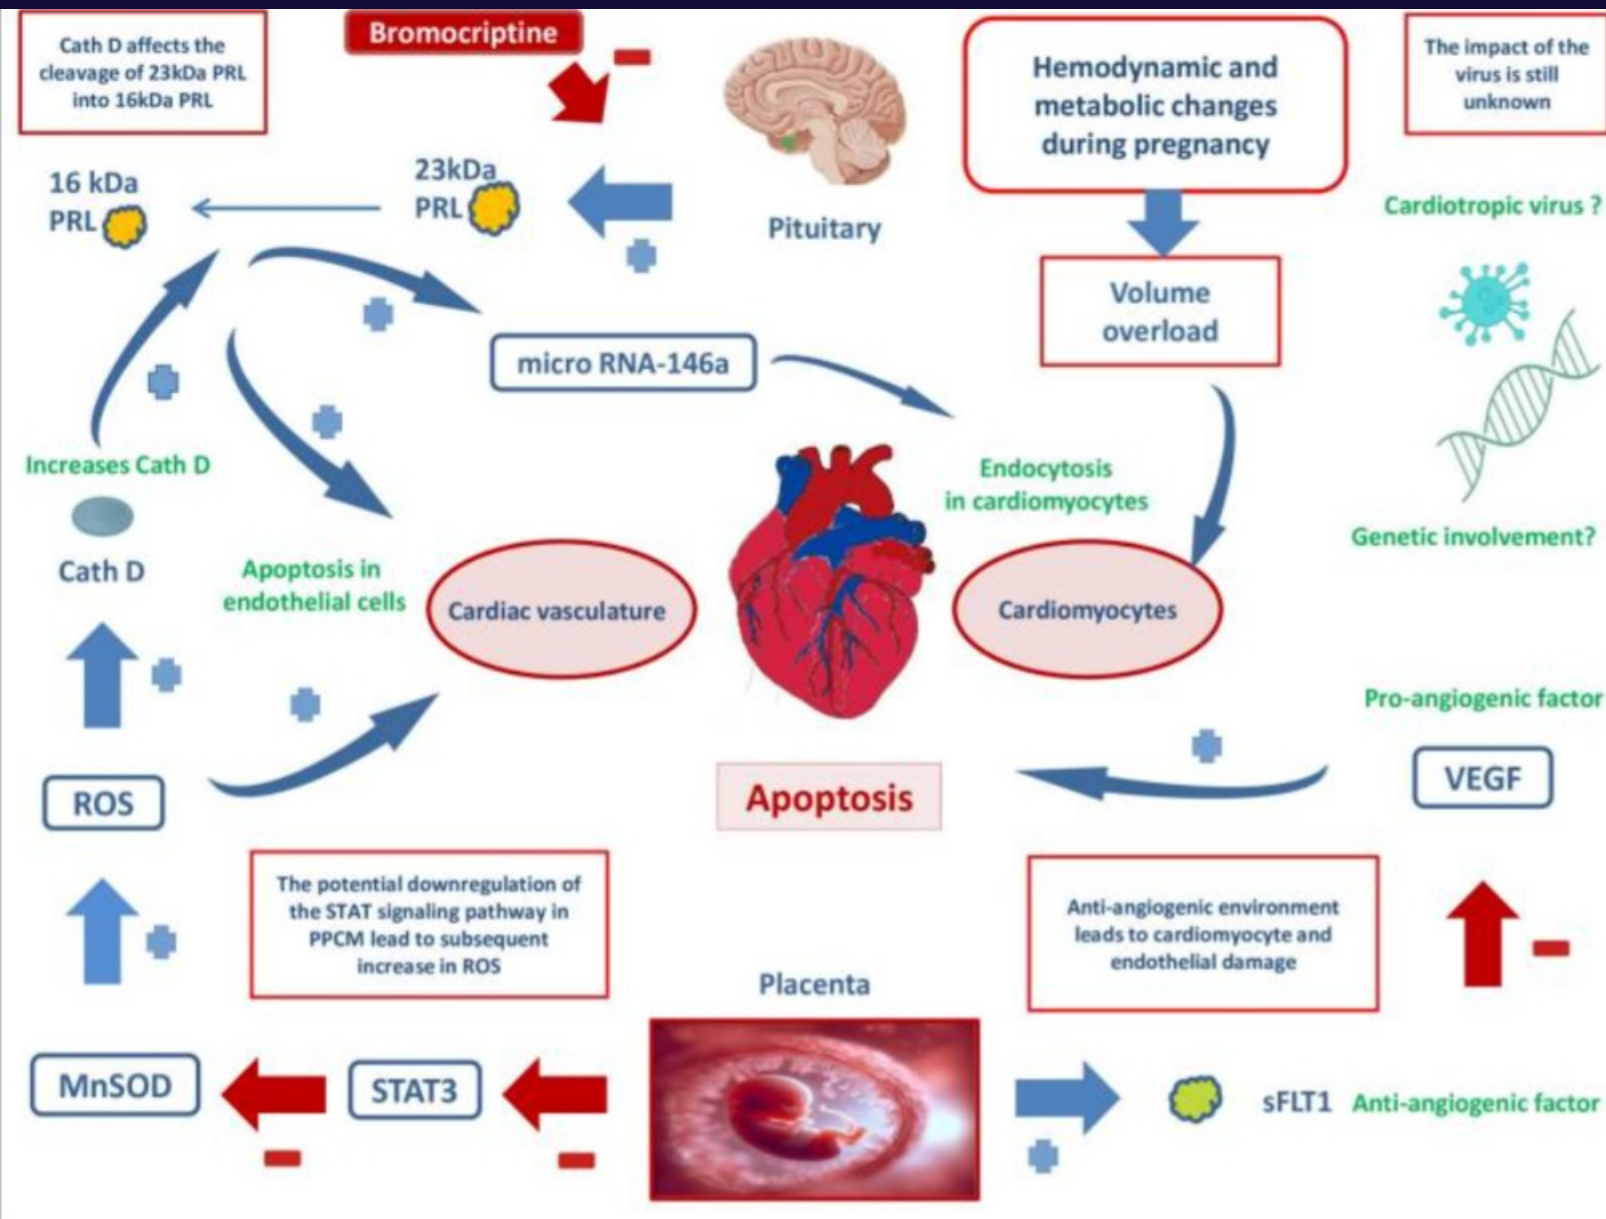 Cath D affects the
cleavage of 23kDa PRL
into 16kDa PRL
Bromocriptine
Hemodynamic and
metabolic changes
during pregnancy
The impact of the
virus is still
unknown
16 kDa
PRL
23kDa
PRL
Pituitary
Cardiotropic virus ?
Volume
overload
micro RNA-146a
Increases Cath D
Cath D
Endocytosis
in cardiomyocytes
Genetic involvement?
Apoptosis in
endothelial cells
Cardiac vasculature
Cardiomyocytes
Pro-angiogenic factor
ROS
Apoptosis
VEGF
The potential downregulation of
the STAT signaling pathway in
PPCM lead to subsequent
increase in ROS
Anti-angiogenic environment
leads to cardiomyocyte and
endothelial damage
Placenta
MnSOD
STAT3
sFLT1
Anti-angiogenic factor